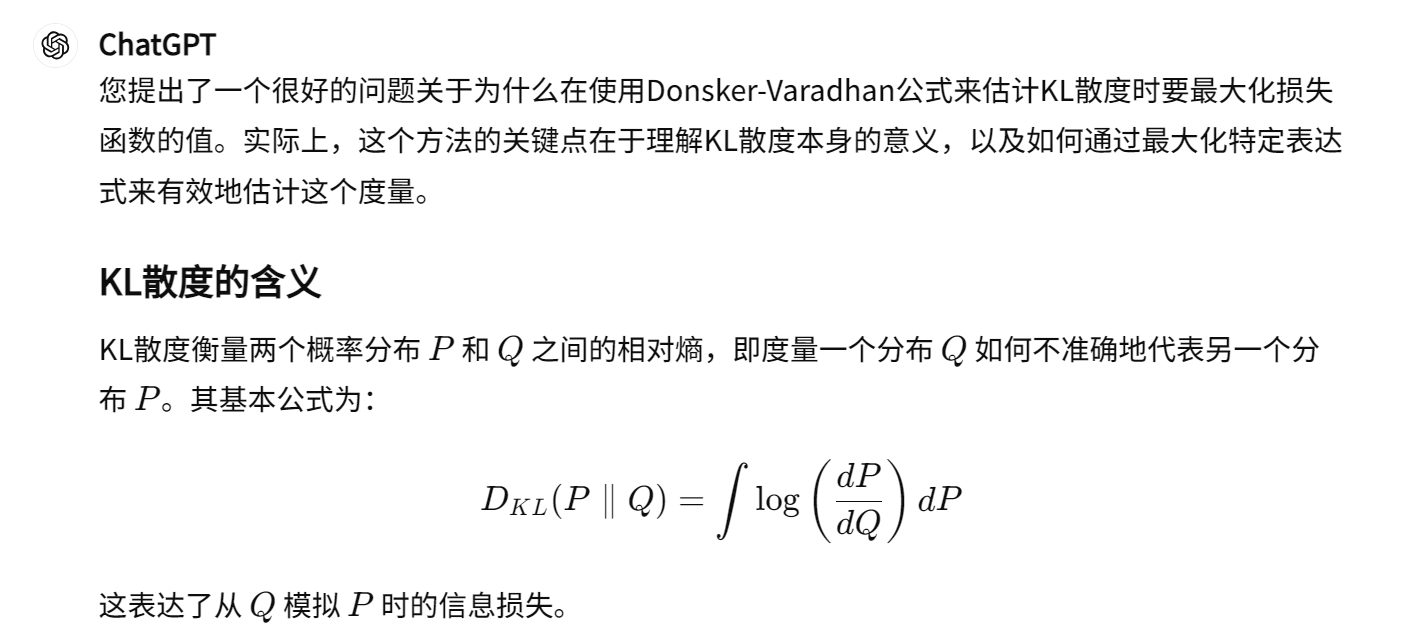 ChatGPT
您提出了一个很好的问题关于为什么在使用Donsker-Varadhan公式来估计KL散度时要最大化损失
函数的值。实际上，这个方法的关键点在于理解KL散度本身的意义，以及如何通过最大化特定表达
式来有效地估计这个度量。
KL散度的含义
KL散度衡量两个概率分布 P 和 Q 之间的相对熵，即度量一个分布 Q 如何不准确地代表另一个分
布 P。其基本公式为：
D_{KL}(P ∥ Q) = ∫ log (dP/dQ) dP
这表达了从 Q 模拟 P 时的信息损失。